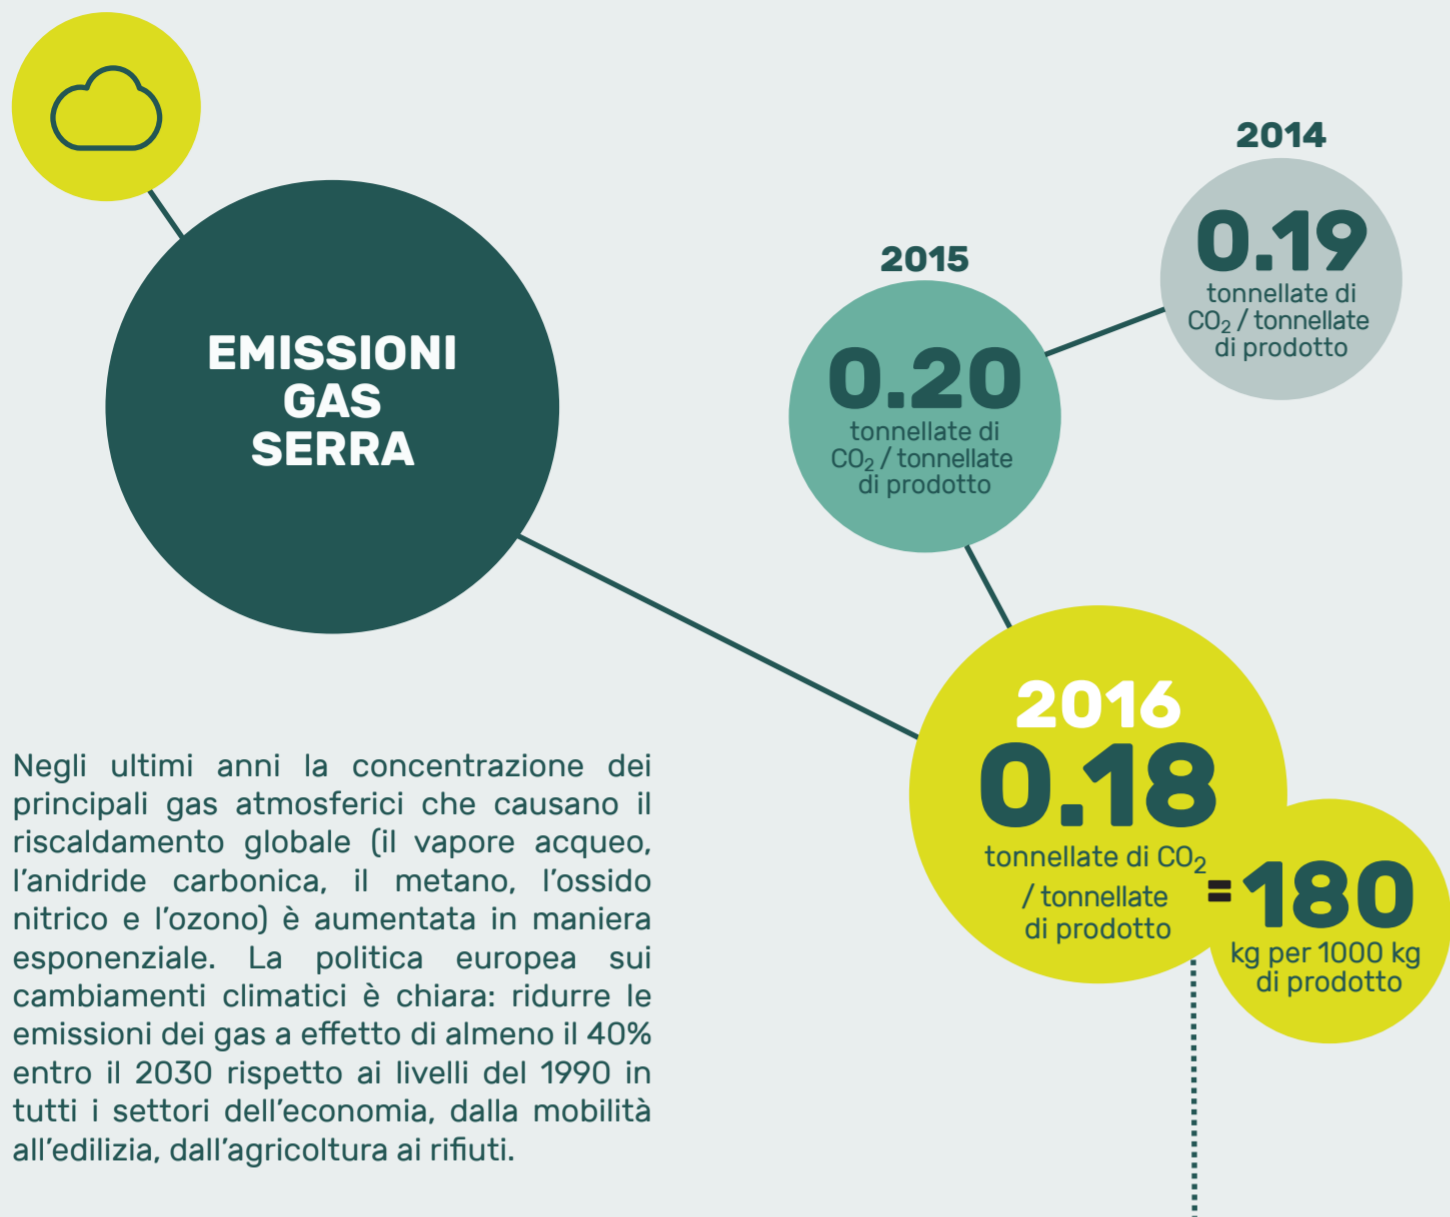 EMISSIONI
GAS
SERRA
2014
0.19
tonnellate di
CO₂ / tonnellate
di prodotto
2015
0.20
tonnellate di
CO₂ / tonnellate
di prodotto
2016
0.18
tonnellate di CO₂
/ tonnellate
di prodotto
= 180
kg per 1000 kg
di prodotto
Negli ultimi anni la concentrazione dei
principali gas atmosferici che causano il
riscaldamento globale (il vapore acqueo,
l’anidride carbonica, il metano, l’ossido
nitrico e l’ozono) è aumentata in maniera
esponenziale. La politica europea sui
cambiamenti climatici è chiara: ridurre le
emissioni dei gas a effetto di almeno il 40%
entro il 2030 rispetto ai livelli del 1990 in
tutti i settori dell’economia, dalla mobilità
all’edilizia, dall’agricoltura ai rifiuti.